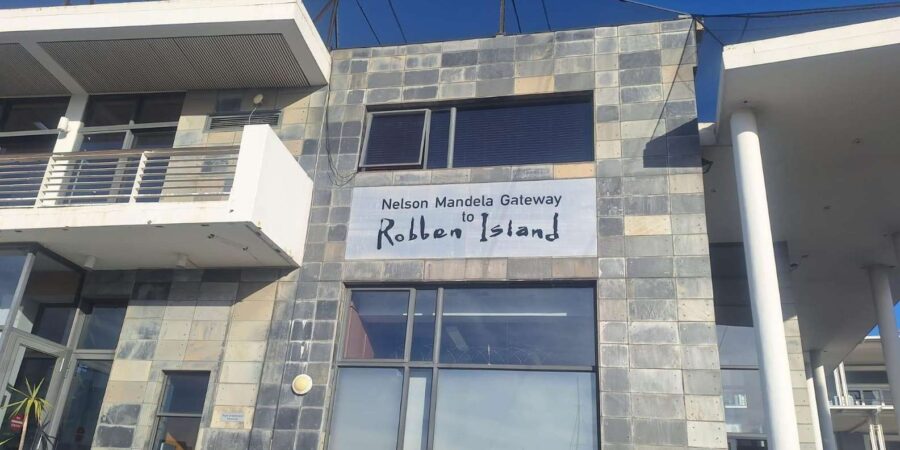 Nelson Mandela Gateway
to
Robben Island